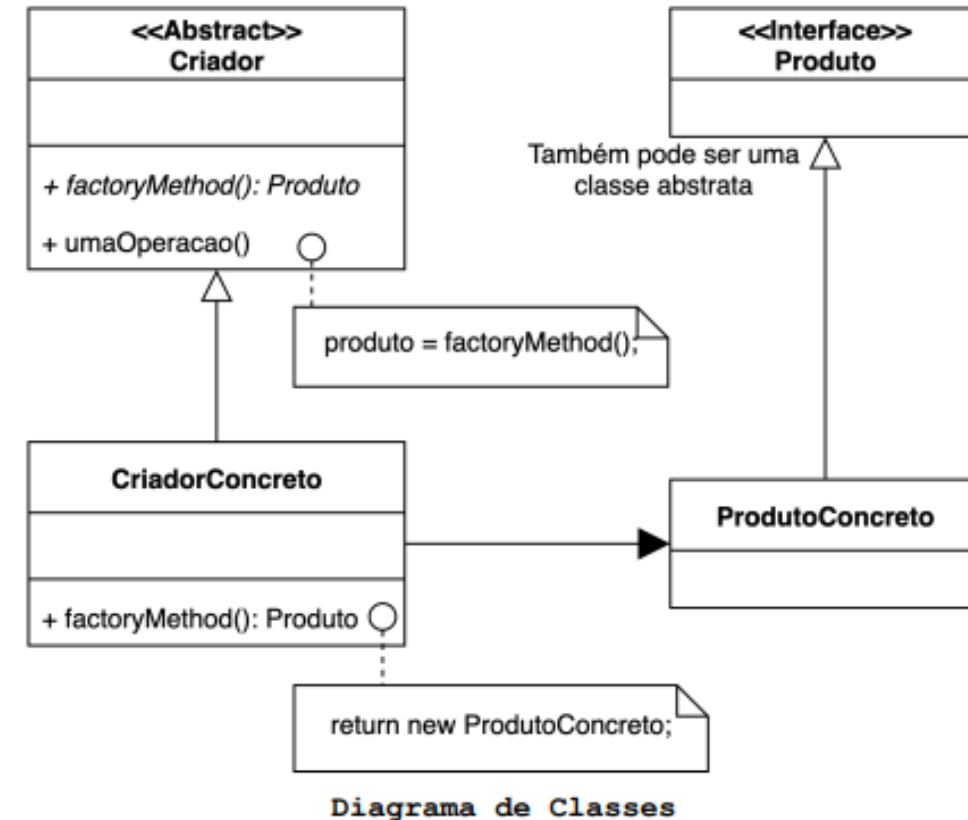 <<Abstract>>
Criador
+ factoryMethod(): Produto
+ umaOperacao()
produto = factoryMethod();
<<Interface>>
Produto
Também pode ser uma
classe abstrata
CriadorConcreto
+ factoryMethod(): Produto
return new ProdutoConcreto;
ProdutoConcreto
Diagrama de Classes